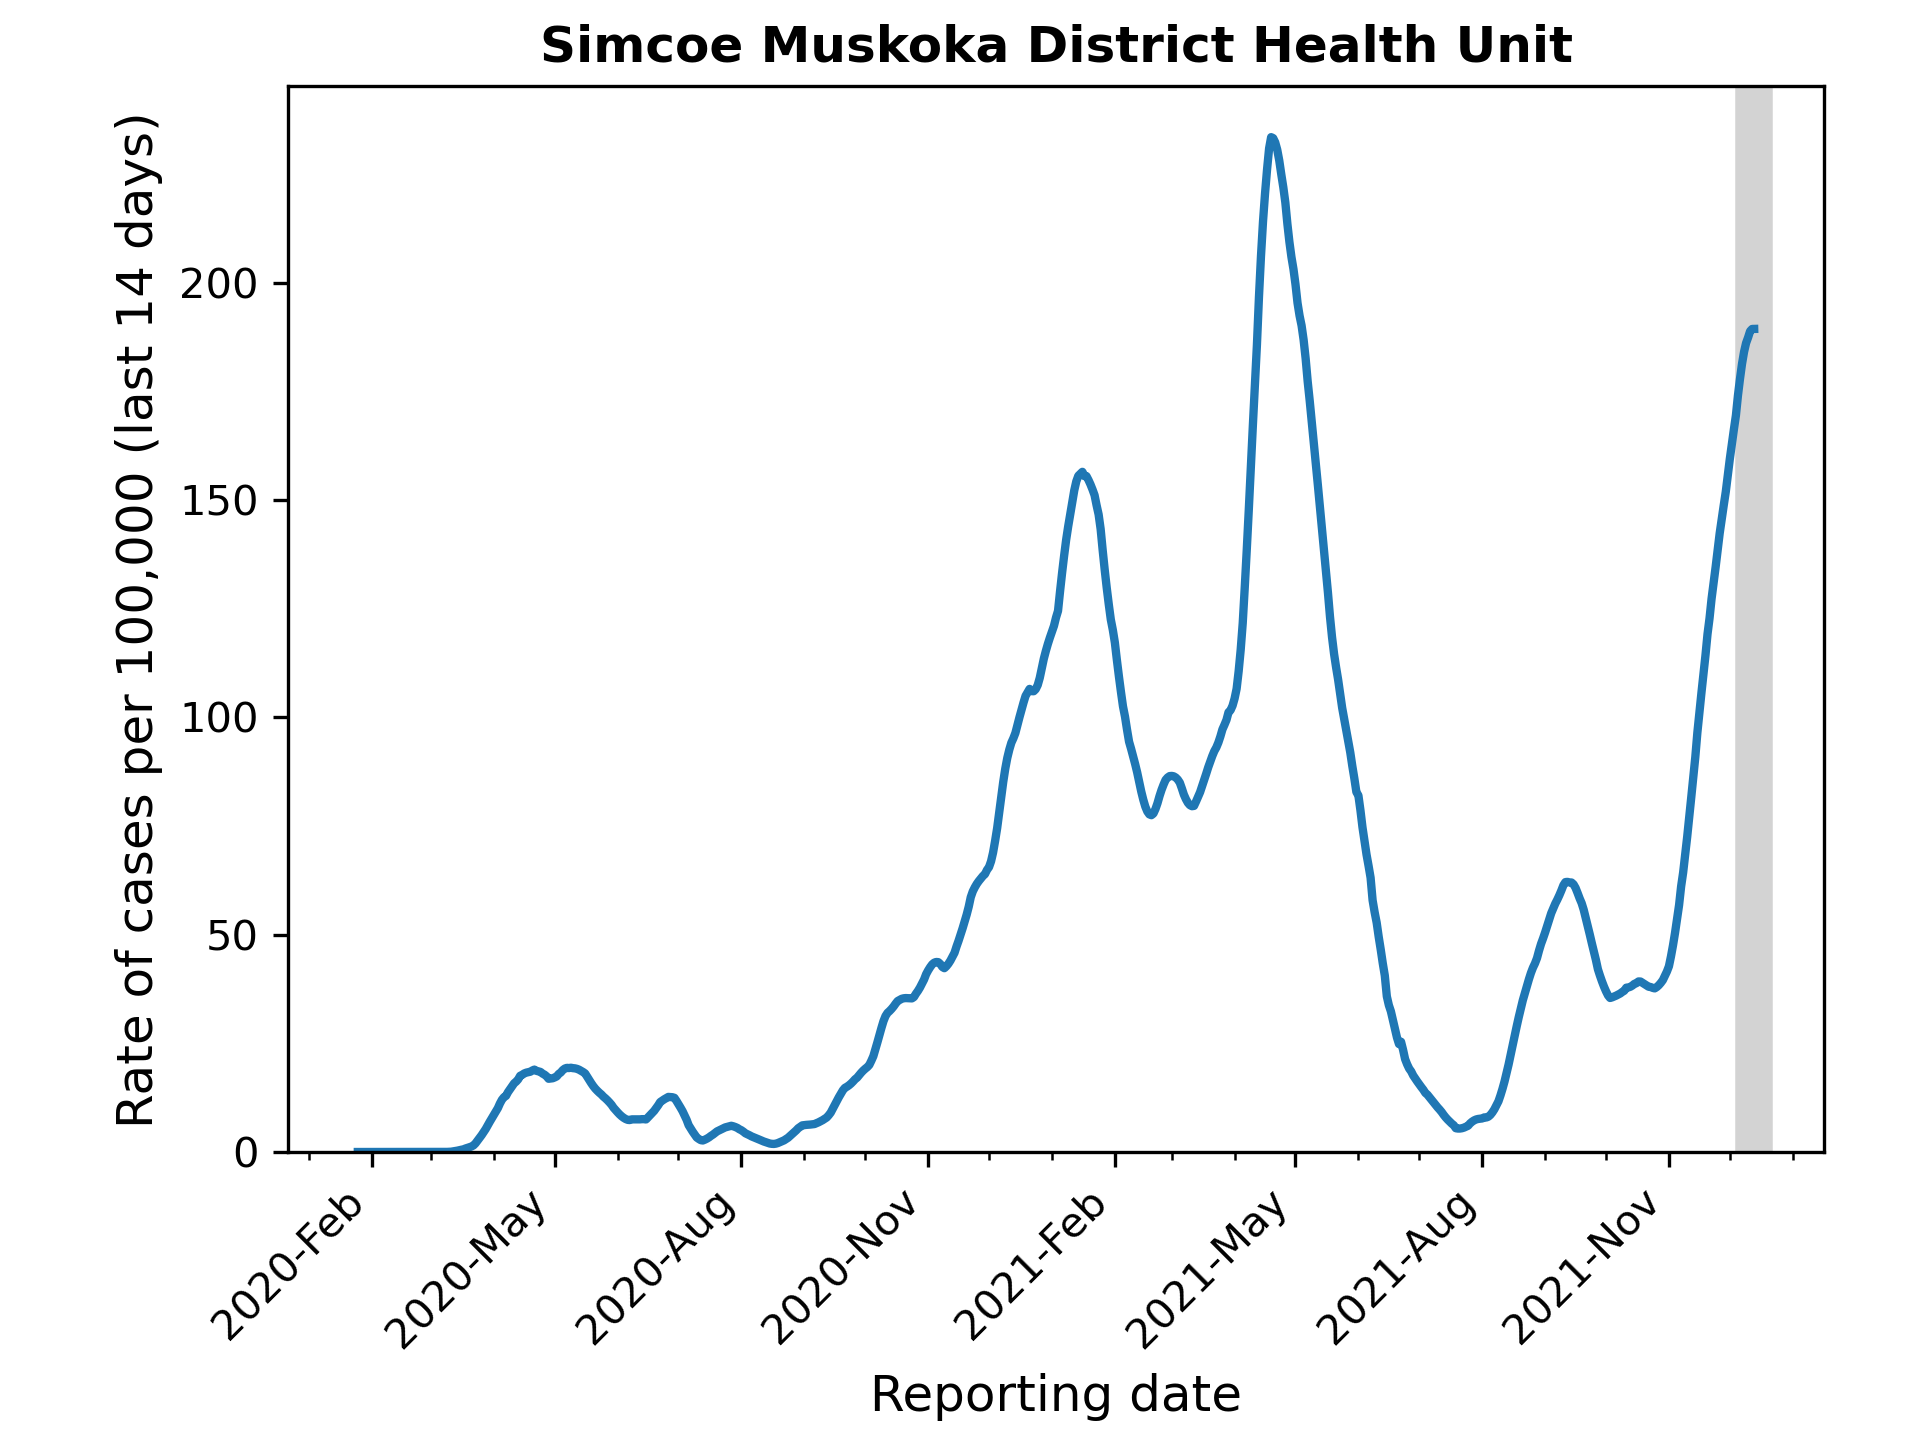 Simcoe Muskoka District Health Unit
Rate of cases per 100,000 (last 14 days)
200
150
100
50
0
2020-Feb
2020-May
2020-Aug
2020-Nov
2021-Feb
2021-May
2021-Aug
2021-Nov
Reporting date